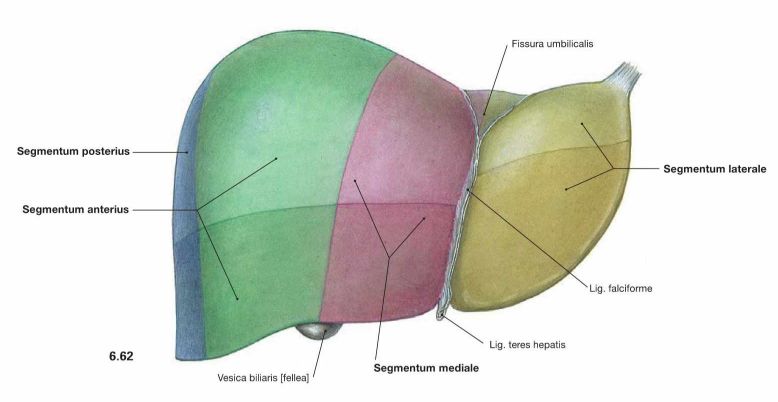 Fissura umbilicalis
Segmentum posterius
Segmentum laterale
Segmentum anterius
Lig. falciforme
Lig. teres hepatis
6.62
Segmentum mediale
Vesica biliaris [fellea]